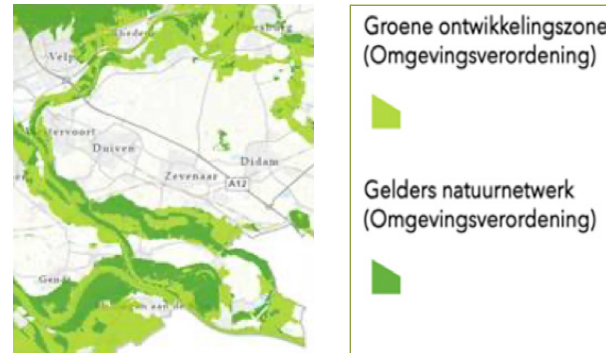 Velp
Duiven
Didam
Zevenaar
A12
Groene ontwikkelingszone
(Omgevingsverordening)
Gelders natuurnetwerk
(Omgevingsverordening)